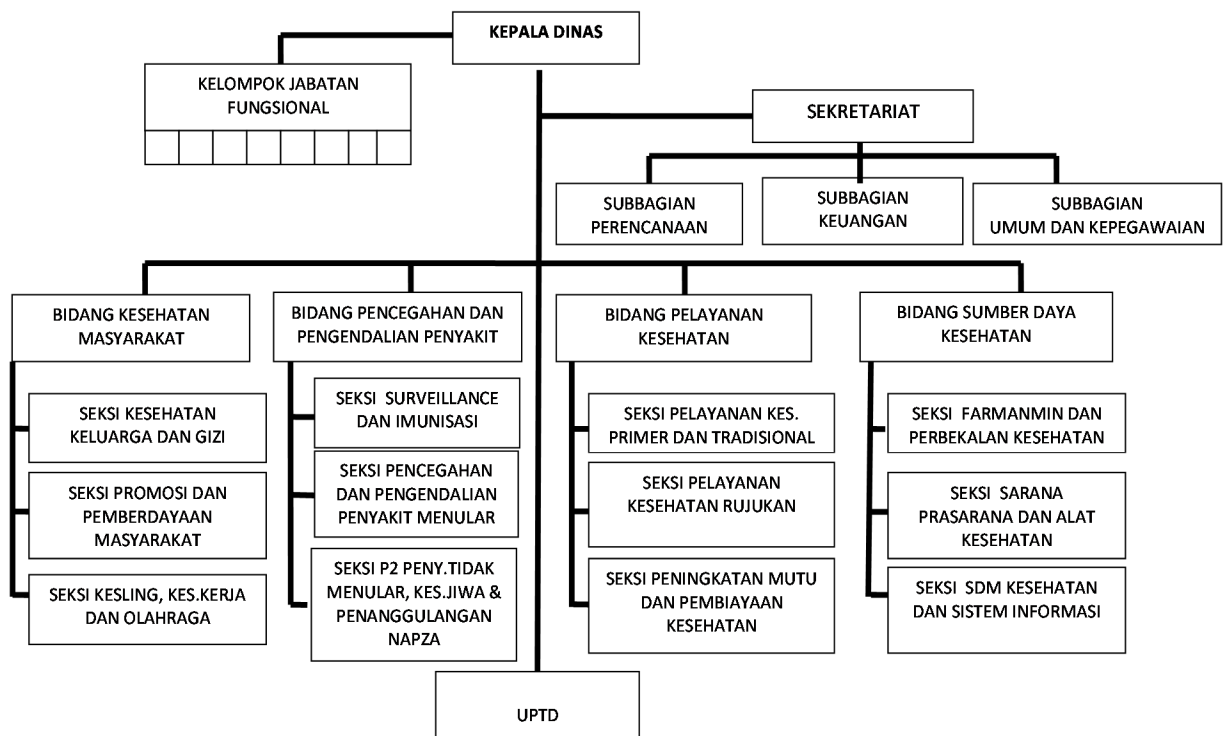 KEPALA DINAS
KELOMPOK JABATAN
FUNGSIONAL
SEKRETARIAT
SUBBAGIAN
PERENCANAAN
SUBBAGIAN
KEUANGAN
SUBBAGIAN
UMUM DAN KEPEGAWAIAN
BIDANG KESEHATAN
MASYARAKAT
BIDANG PENCEGAHAN DAN
PENGENDALIAN PENYAKIT
BIDANG PELAYANAN
KESEHATAN
BIDANG SUMBER DAYA
KESEHATAN
SEKSI KESEHATAN
KELUARGA DAN GIZI
SEKSI PROMOSI DAN
PEMBERDAYAAN
MASYARAKAT
SEKSI KESLING, KES.KERJA
DAN OLAHRAGA
SEKSI SURVEILLANCE
DAN IMUNISASI
SEKSI PENCEGAHAN
DAN PENGENDALIAN
PENYAKIT MENULAR
SEKSI P2 PENY.TIDAK
MENULAR, KES.JIWA &
PENANGGULANGAN
NAPZA
SEKSI PELAYANAN KES.
PRIMER DAN TRADISIONAL
SEKSI PELAYANAN
KESEHATAN RUJUKAN
SEKSI PENINGKATAN MUTU
DAN PEMBIAYAAN
KESEHATAN
SEKSI FARMANMIN DAN
PERBEKALAN KESEHATAN
SEKSI SARANA
PRASARANA DAN ALAT
KESEHATAN
SEKSI SDM KESEHATAN
DAN SISTEM INFORMASI
UPTD